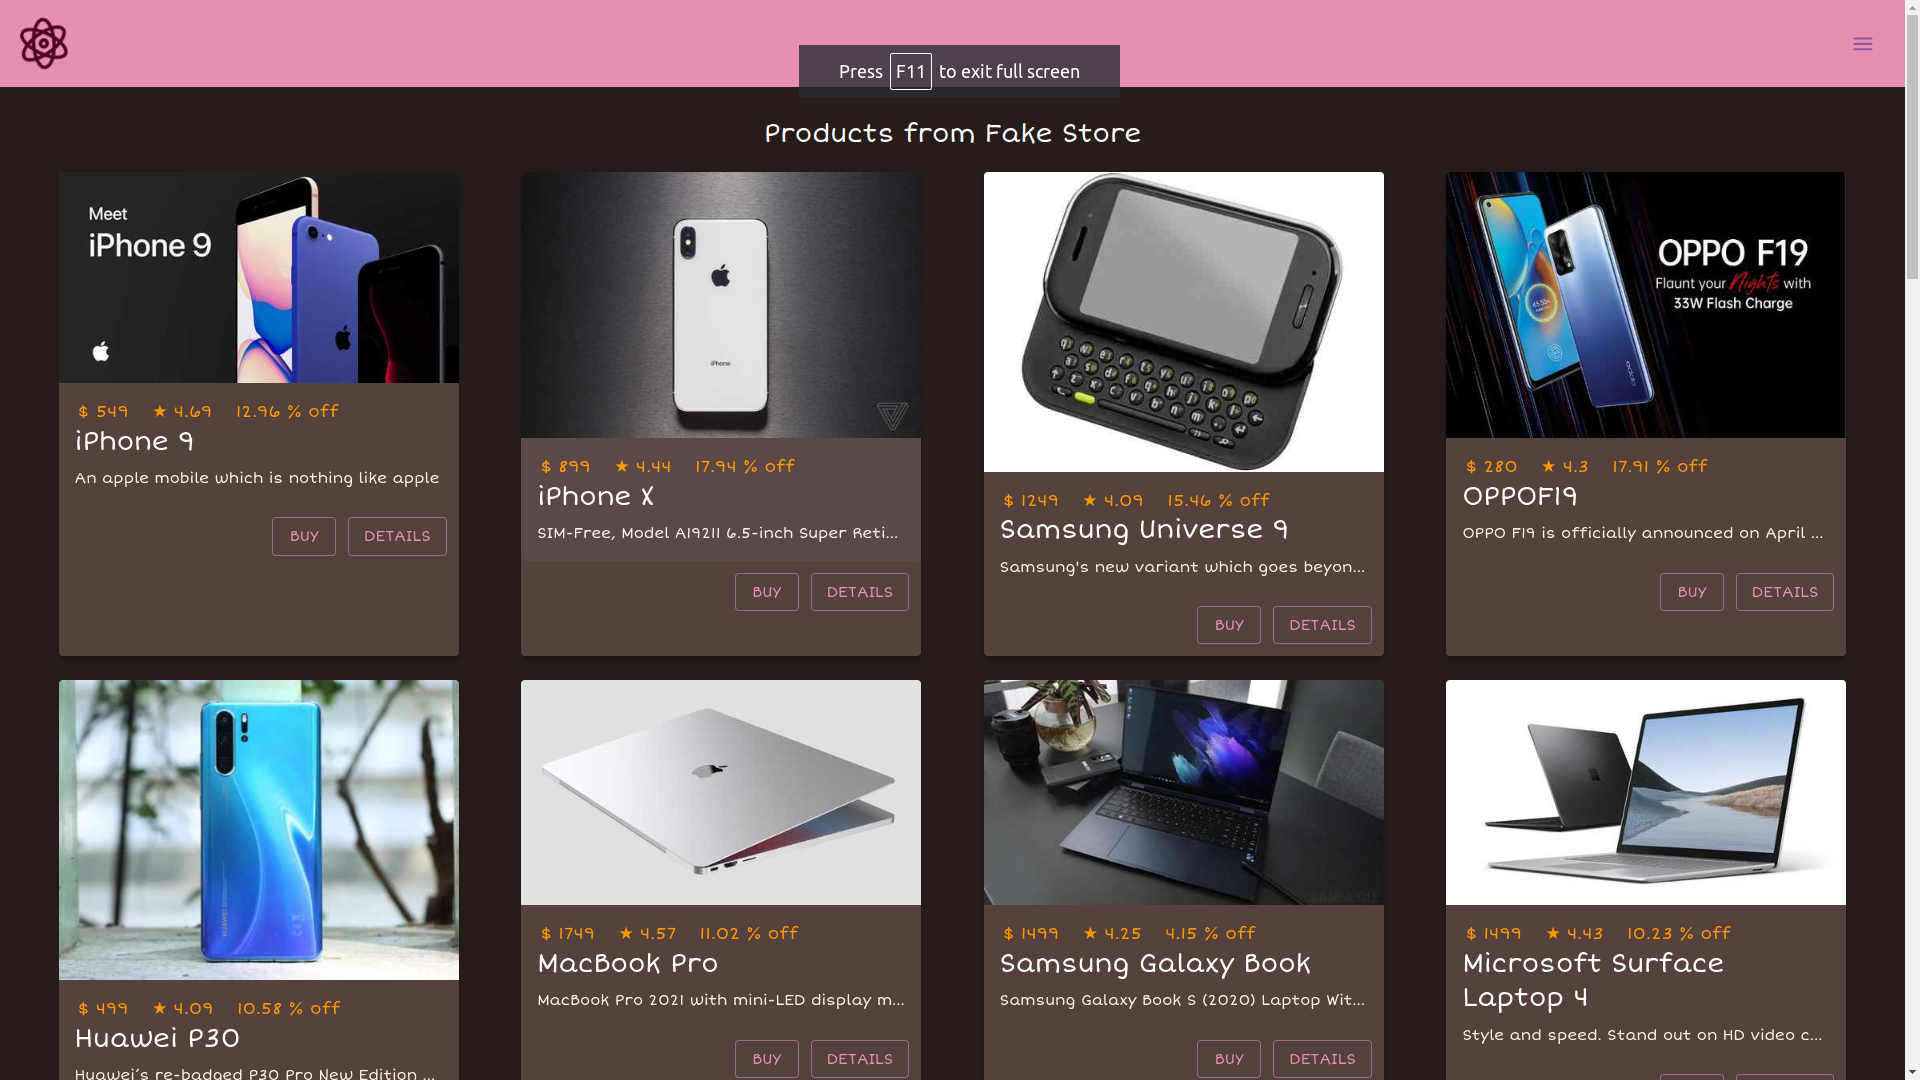 Press F11 to exit full screen
Products from Fake Store
Meet
iPhone 9
$ 549 ★ 4.69 12.96 % off
iPhone 9
An apple mobile which is nothing like apple
BUY DETAILS
iPhone
$ 899 ★ 4.44 17.94 % off
iPhone X
SIM-Free, Model A19211 6.5-inch Super Reti...
BUY DETAILS
$ 1249 ★ 4.09 15.46 % off
Samsung Universe 9
Samsung's new variant which goes beyon...
BUY DETAILS
OPPO F19
Flaunt your Nights with
33W Flash Charge
oppo
$ 280 ★ 4.3 17.91 % off
OPPOF19
OPPO F19 is officially announced on April ...
BUY DETAILS
HUAWEI
$ 499 ★ 4.09 10.58 % off
Huawei P30
Huawei's re-badged P30 Pro New Edition ...
$ 1749 ★ 4.57 11.02 % off
MacBook Pro
MacBook Pro 2021 with mini-LED display m...
BUY DETAILS
$ 1499 ★ 4.25 4.15 % off
Samsung Galaxy Book
Samsung Galaxy Book S (2020) Laptop Wit...
BUY DETAILS
$ 1499 ★ 4.43 10.23 % off
Microsoft Surface
Laptop 4
Style and speed. Stand out on HD video c...